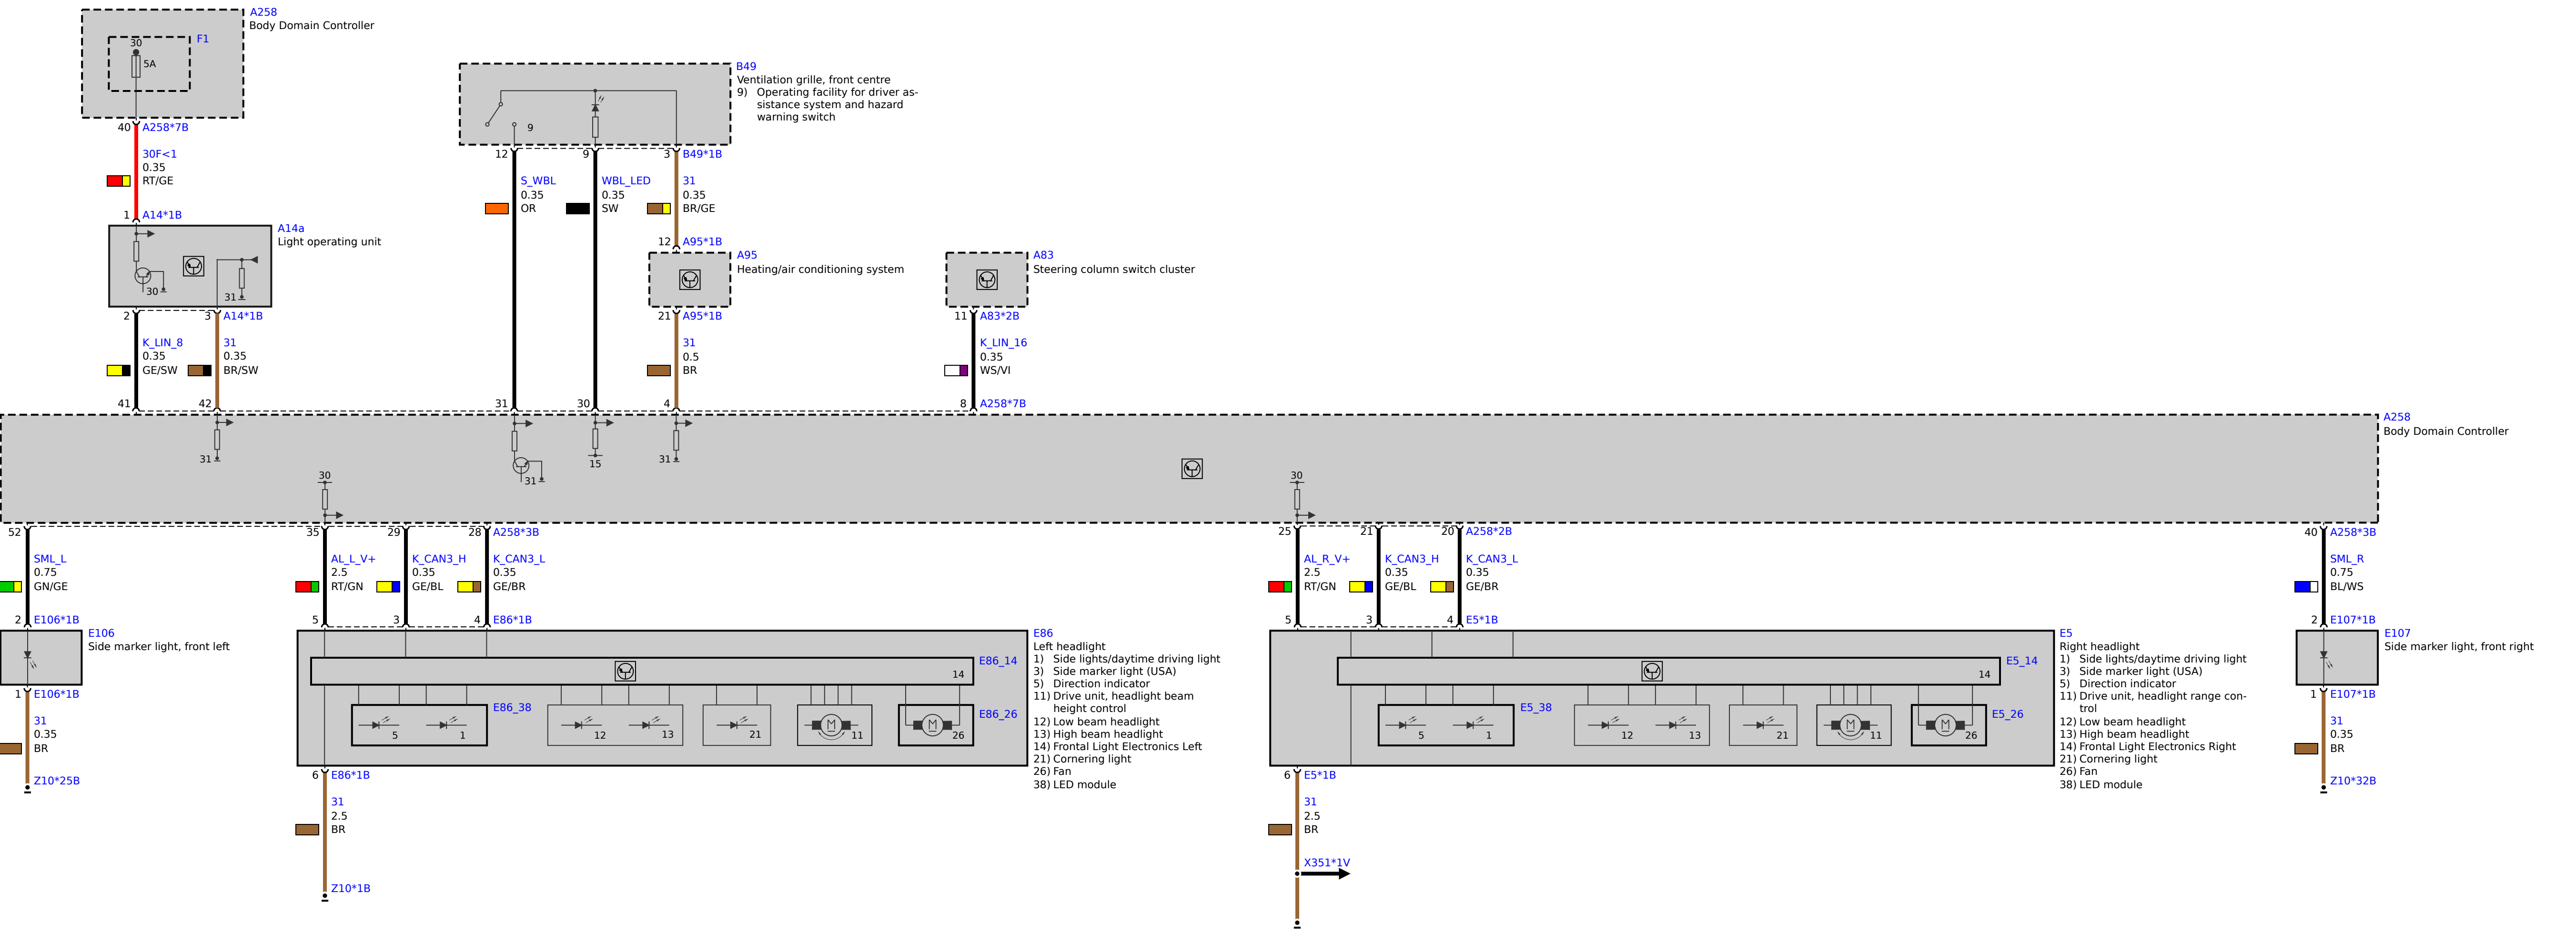 A258
Body Domain Controller
F1
30
5A
40 A258*7B
30F<1
0.35
RT/GE
1 A14*1B
A14a
Light operating unit
30
31
2
3 A14*1B
K_LIN_8
0.35
GE/SW
31
0.35
BR/SW
41
42
B49
Ventilation grille, front centre
9) Operating facility for driver as-
sistance system and hazard
warning switch
9
12
9
3 B49*1B
S_WBL
0.35
OR
WBL_LED
0.35
SW
31
0.35
BR/GE
12 A95*1B
A95
Heating/air conditioning system
21 A95*1B
31
0.5
BR
A83
Steering column switch cluster
11 A83*2B
K_LIN_16
0.35
WS/VI
31
30
4
8 A258*7B
A258
Body Domain Controller
31
31
15
31
30
30
52
35
29
28 A258*3B
25
21
20 A258*2B
40 A258*3B
SML_L
0.75
GN/GE
AL_L_V+
2.5
RT/GN
K_CAN3_H
0.35
GE/BL
K_CAN3_L
0.35
GE/BR
AL_R_V+
2.5
RT/GN
K_CAN3_H
0.35
GE/BL
K_CAN3_L
0.35
GE/BR
SML_R
0.75
BL/WS
2 E106*1B
5
3
4 E86*1B
5
3
4 E5*1B
2 E107*1B
E106
Side marker light, front left
1 E106*1B
31
0.35
BR
Z10*25B
E86_14
14
E86_38
5
1
12
13
21
11
E86_26
26
E86
Left headlight
1) Side lights/daytime driving light
3) Side marker light (USA)
5) Direction indicator
11) Drive unit, headlight beam
height control
12) Low beam headlight
13) High beam headlight
14) Frontal Light Electronics Left
21) Cornering light
26) Fan
38) LED module
6 E86*1B
31
2.5
BR
Z10*1B
E5_14
14
E5_38
5
1
12
13
21
11
E5_26
26
E5
Right headlight
1) Side lights/daytime driving light
3) Side marker light (USA)
5) Direction indicator
11) Drive unit, headlight range con-
trol
12) Low beam headlight
13) High beam headlight
14) Frontal Light Electronics Right
21) Cornering light
26) Fan
38) LED module
6 E5*1B
31
2.5
BR
X351*1V
E107
Side marker light, front right
1 E107*1B
31
0.35
BR
Z10*32B
M
M
M
M